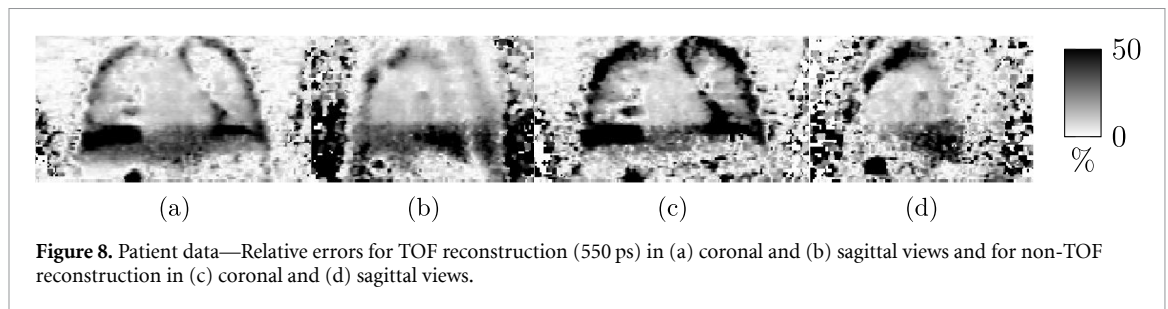 50
0
%
(a) (b) (c) (d)
Figure 8. Patient data—Relative errors for TOF reconstruction (550 ps) in (a) coronal and (b) sagittal views and for non-TOF
reconstruction in (c) coronal and (d) sagittal views.